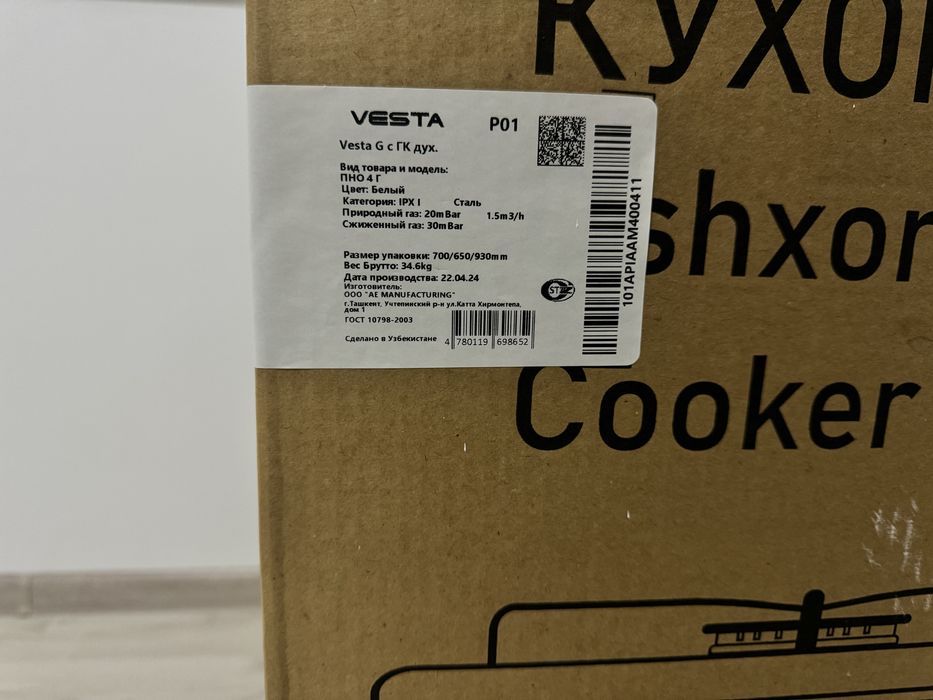 VESTA P01
Vesta G с ГК дух.
Вид товара и модель:
ПНО 4 Г
Цвет: Белый
Категория: IPX I Сталь
Природный газ: 20mBar 1.5m3/h
Сжиженный газ: 30mBar
Размер упаковки: 700/650/930mm
Вес Брутто: 34.6kg
Дата производства: 22.04.24
Изготовитель:
ООО "AE MANUFACTURING"
г.Ташкент, Учтепинский р-н ул.Катта Хирмонтепа,
дом 1
ГОСТ 10798-2003
Сделано в Узбекистане
4 780119 698652
101APIAAM400411
Кухон
shxon
Cooker